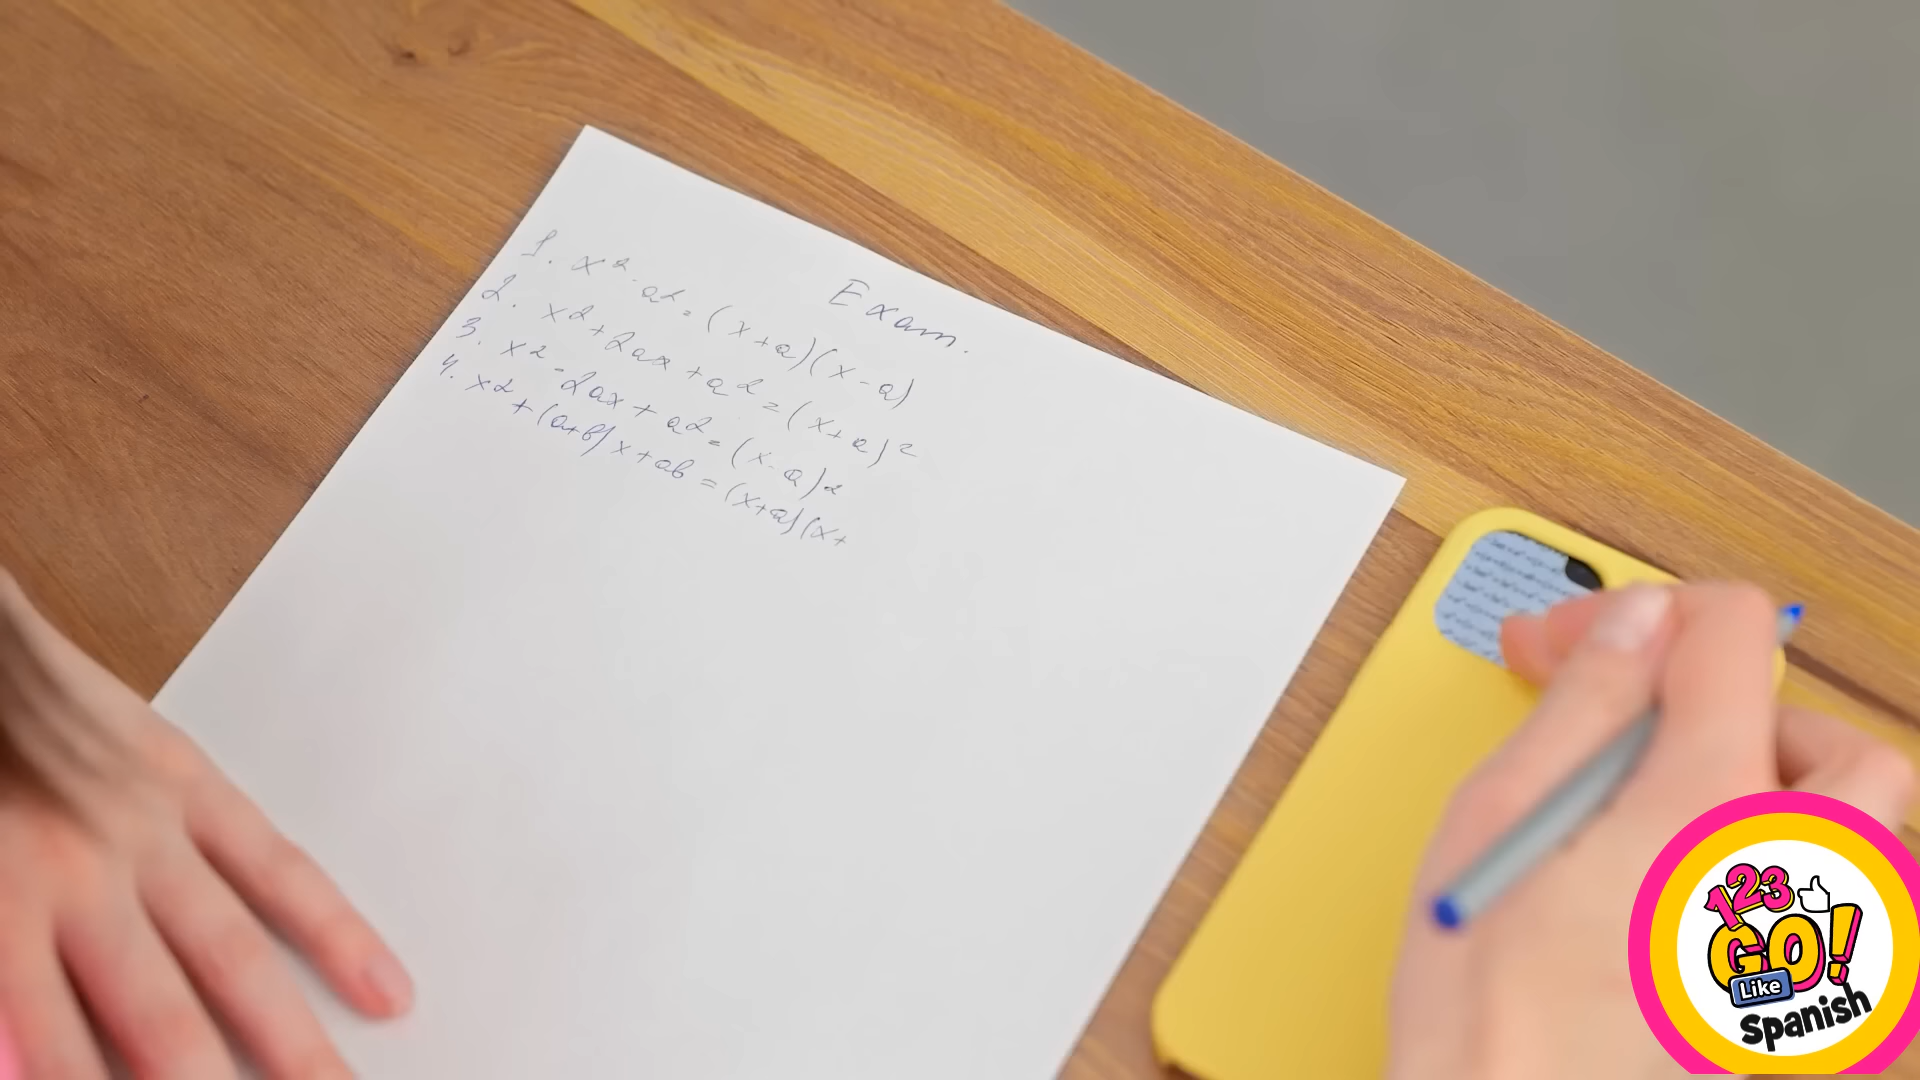 Exam.
1. x² - a² = (x+a)(x-a)
2. x² + 2ax + a² = (x+a)²
3. x² - 2ax + a² = (x-a)²
4. x² + (a+b)x + ab = (x+a)(x+
123
GO!
Like
Spanish